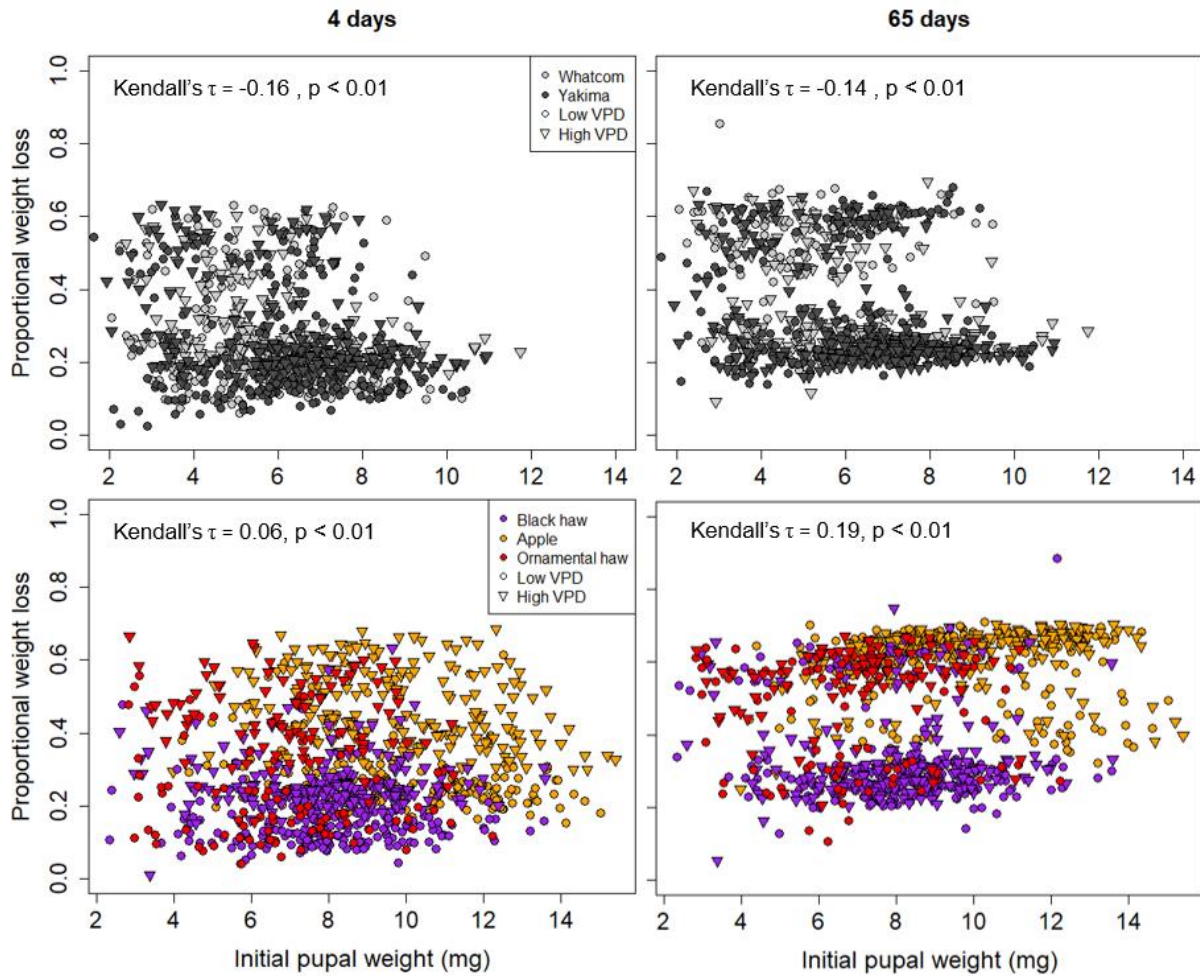 4 days
65 days
Kendall's τ = -0.16 , p < 0.01
Whatcom
Yakima
Low VPD
High VPD
Kendall's τ = -0.14 , p < 0.01
Proportional weight loss
0.0 0.2 0.4 0.6 0.8 1.0
2 4 6 8 10 12 14
2 4 6 8 10 12 14
Kendall's τ = 0.06, p < 0.01
Black haw
Apple
Ornamental haw
Low VPD
High VPD
Kendall's τ = 0.19, p < 0.01
Proportional weight loss
0.0 0.2 0.4 0.6 0.8 1.0
2 4 6 8 10 12 14
2 4 6 8 10 12 14
Initial pupal weight (mg)
Initial pupal weight (mg)